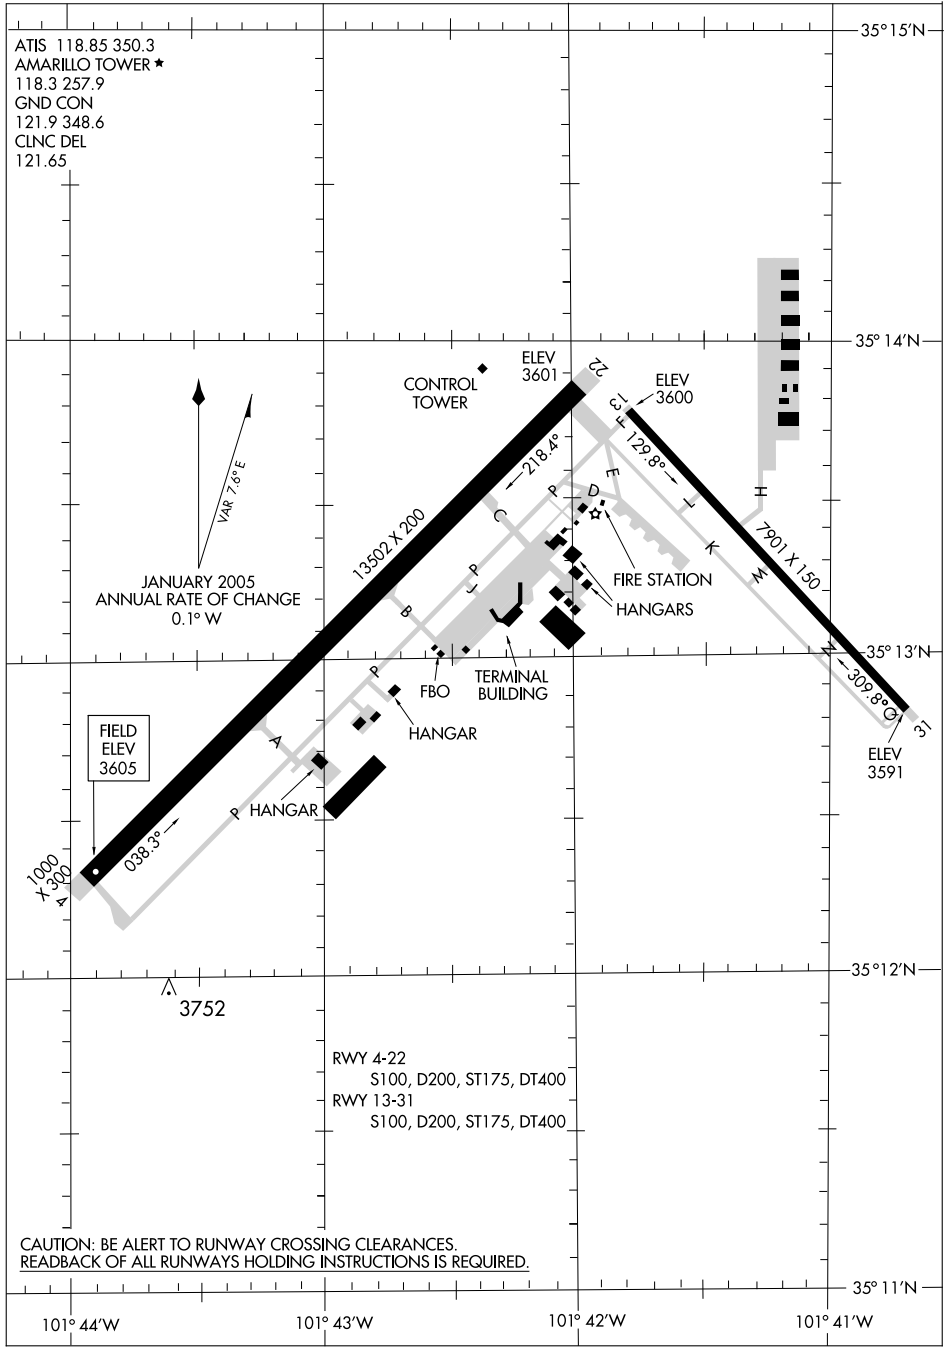 ATIS 118.85 350.3
AMARILLO TOWER ★
118.3 257.9
GND CON
121.9 348.6
CLNC DEL
121.65
35°15'N
35°14'N
ELEV
3601
22
CONTROL
TOWER
ELEV
3600
13
F
129.8°
218.4°
VAR 7.6° E
E
D
P
L
H
C
K
7901 X 150
13502 X 200
M
P
J
FIRE STATION
JANUARY 2005
ANNUAL RATE OF CHANGE
0.1° W
HANGARS
B
N
35°13'N
P
FBO
TERMINAL
BUILDING
309.8°
Q
31
HANGAR
A
FIELD
ELEV
3605
ELEV
3591
HANGAR
P
038.3°
1000
X 300
4
35°12'N
3752
RWY 4-22
S100, D200, ST175, DT400
RWY 13-31
S100, D200, ST175, DT400
CAUTION: BE ALERT TO RUNWAY CROSSING CLEARANCES.
READBACK OF ALL RUNWAYS HOLDING INSTRUCTIONS IS REQUIRED.
35°11'N
101°44'W
101°43'W
101°42'W
101°41'W